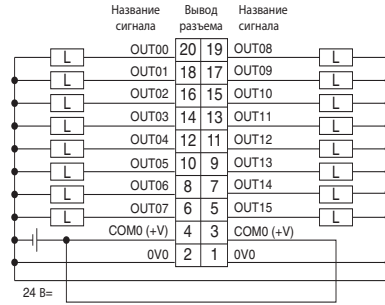 Название сигнала Вывод разъема Название сигнала
L OUT00 20 19 OUT08 L
L OUT01 18 17 OUT09 L
L OUT02 16 15 OUT10 L
L OUT03 14 13 OUT11 L
L OUT04 12 11 OUT12 L
L OUT05 10 9 OUT13 L
L OUT06 8 7 OUT14 L
L OUT07 6 5 OUT15 L
COM0 (+V) 4 3 COM0 (+V)
0V0 2 1 0V0
24 В=